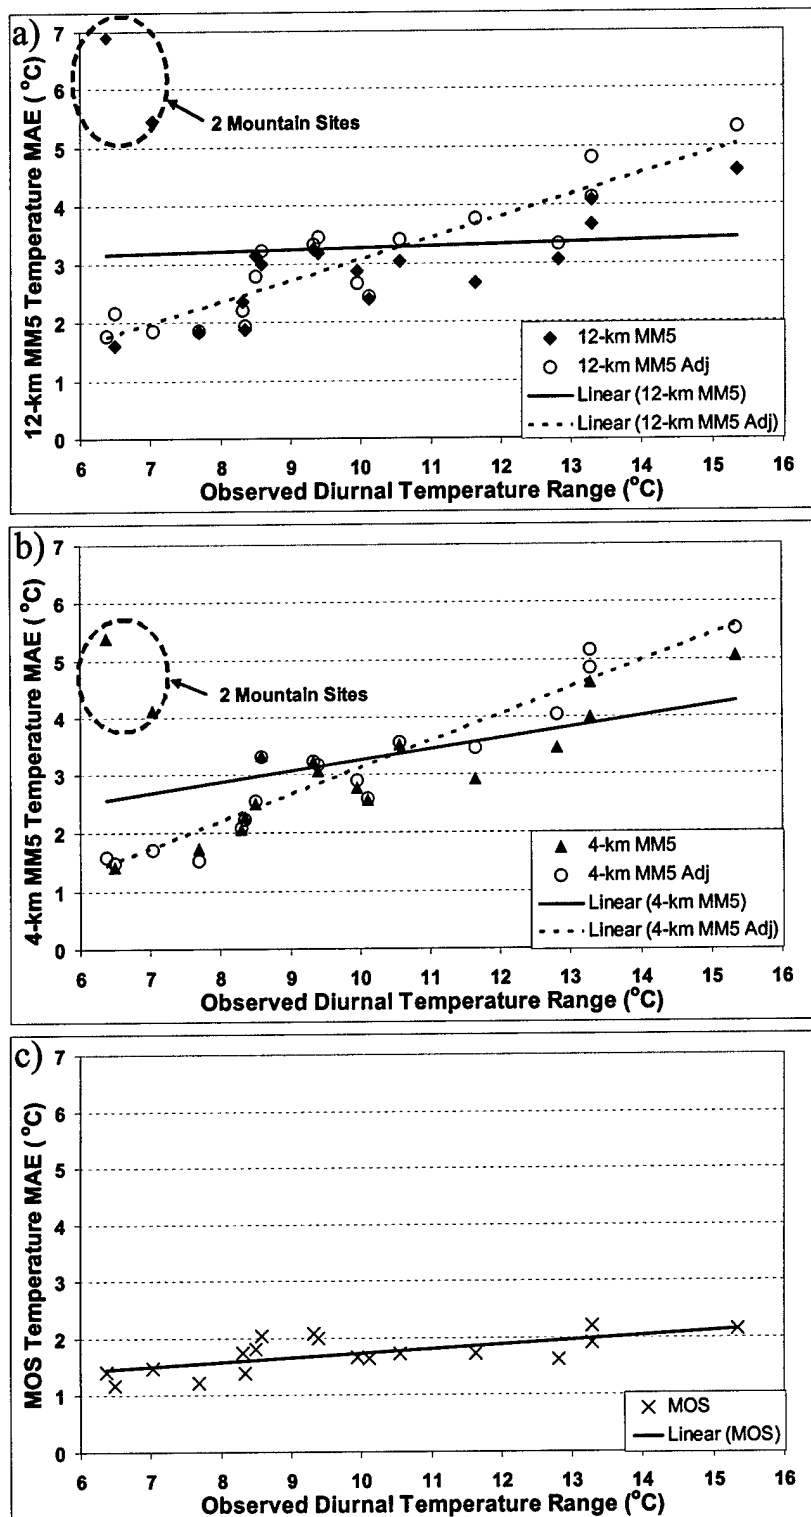 a)
12-km MM5 Temperature MAE (°C)
7
6
5
4
3
2
1
0
2 Mountain Sites
12-km MM5
12-km MM5 Adj
Linear (12-km MM5)
Linear (12-km MM5 Adj)
6 7 8 9 10 11 12 13 14 15 16
Observed Diurnal Temperature Range (°C)
b)
4-km MM5 Temperature MAE (°C)
7
6
5
4
3
2
1
0
2 Mountain Sites
4-km MM5
4-km MM5 Adj
Linear (4-km MM5)
Linear (4-km MM5 Adj)
6 7 8 9 10 11 12 13 14 15 16
Observed Diurnal Temperature Range (°C)
c)
MOS Temperature MAE (°C)
7
6
5
4
3
2
1
0
MOS
Linear (MOS)
6 7 8 9 10 11 12 13 14 15 16
Observed Diurnal Temperature Range (°C)